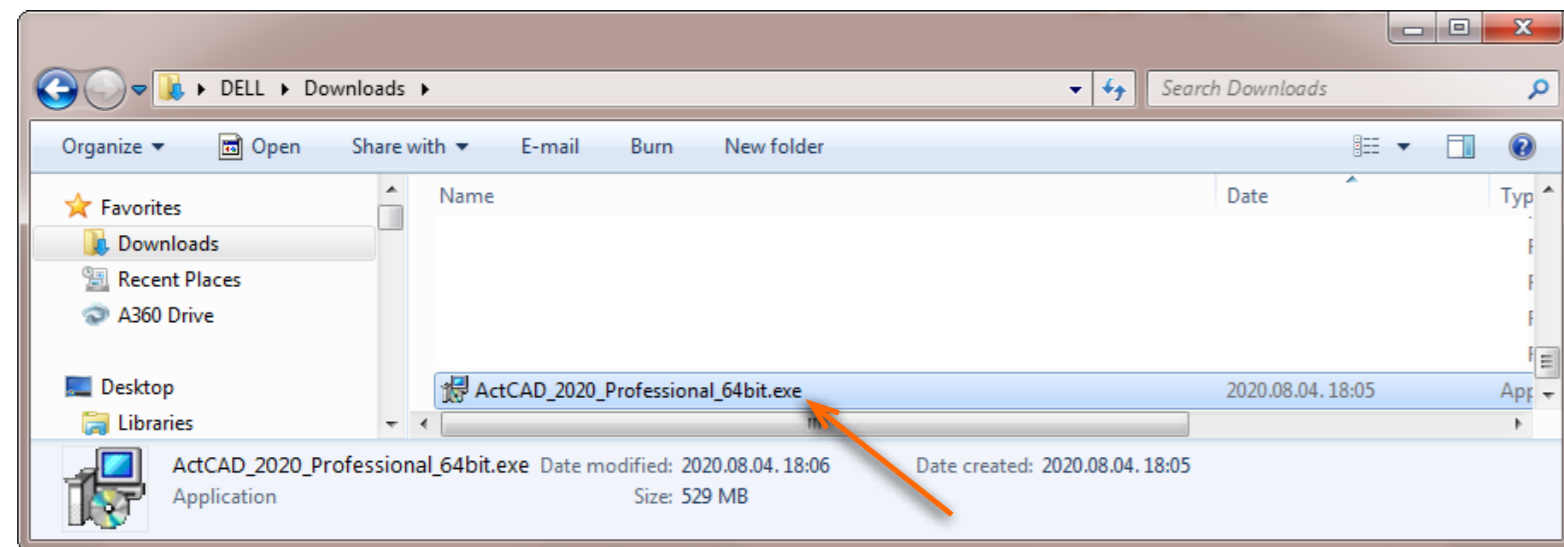 DELL Downloads Search Downloads
Organize Open Share with E-mail Burn New folder
Name Date Typ
Favorites
Downloads
Recent Places
A360 Drive
Desktop
Libraries
ActCAD_2020_Professional_64bit.exe 2020.08.04. 18:05 App
ActCAD_2020_Professional_64bit.exe Date modified: 2020.08.04. 18:06 Date created: 2020.08.04. 18:05
Application Size: 529 MB